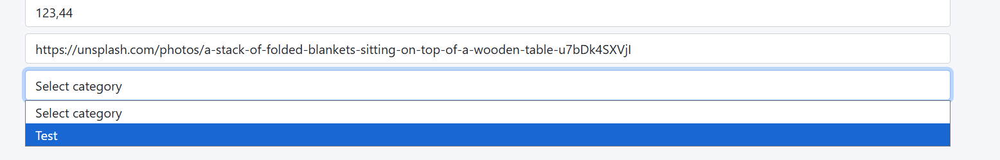 123,44
https://unsplash.com/photos/a-stack-of-folded-blankets-sitting-on-top-of-a-wooden-table-u7bDk4SXVjI
Select category
Select category
Test